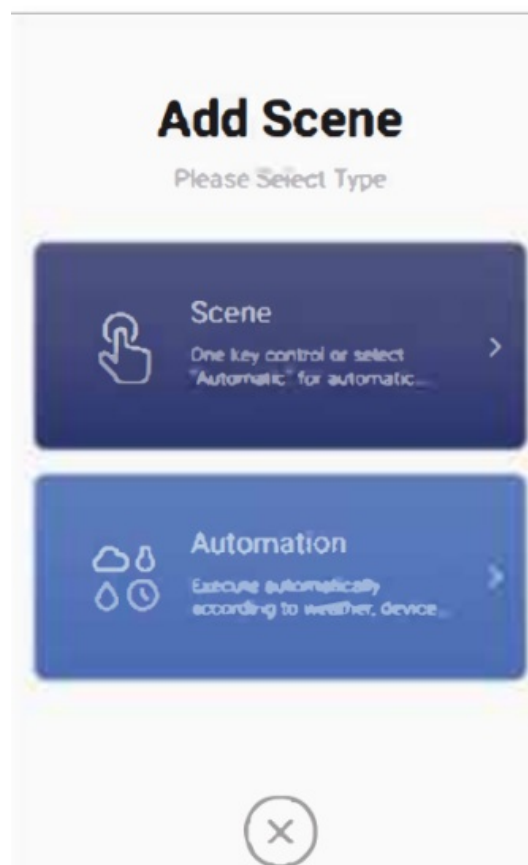 Add Scene
Please Select Type
Scene
One key control or select
"Automatic" for automatic...
Automation
Execute automatically
according to weather, device...